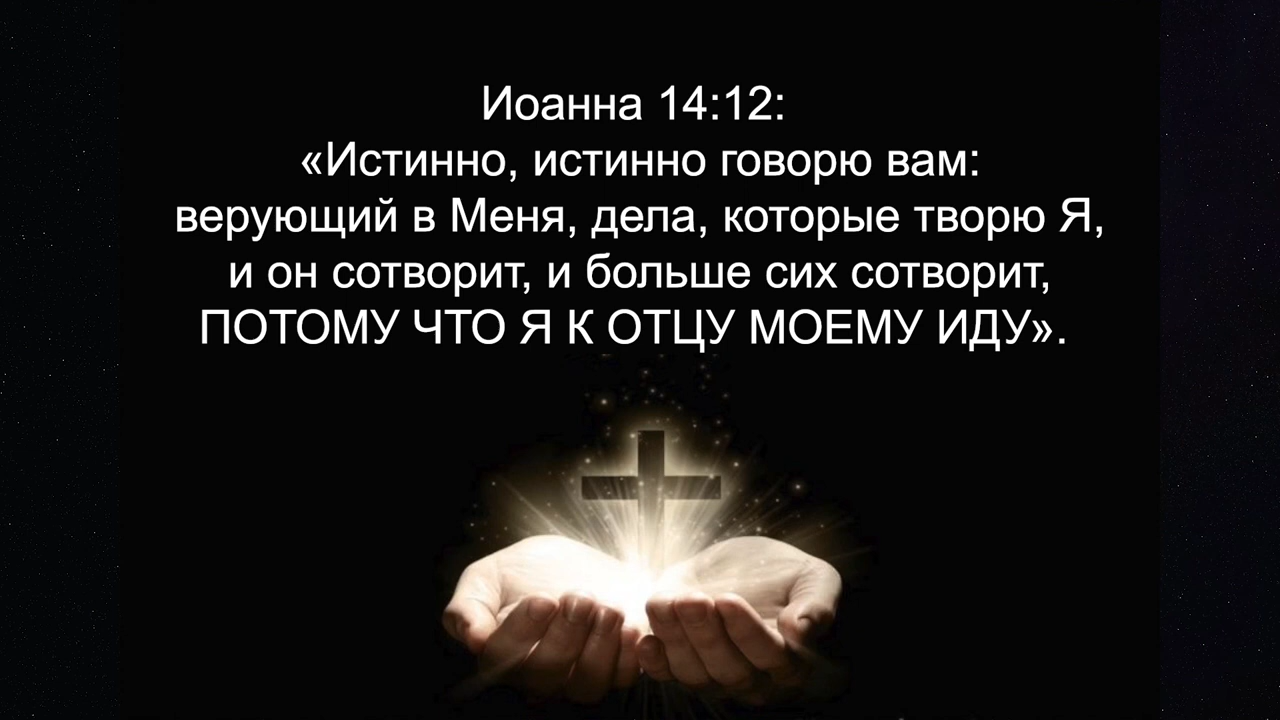 Иоанна 14:12:
«Истинно, истинно говорю вам:
верующий в Меня, дела, которые творю Я,
и он сотворит, и больше сих сотворит,
ПОТОМУ ЧТО Я К ОТЦУ МОЕМУ ИДУ».